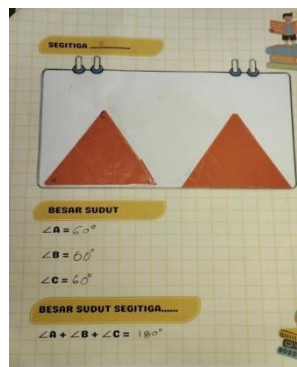 SEGITIGA
C
A
BESAR SUDUT
∠A = 60°
∠B = 60°
∠C = 60°
BESAR SUDUT SEGITIGA......
∠A + ∠B + ∠C = 180°